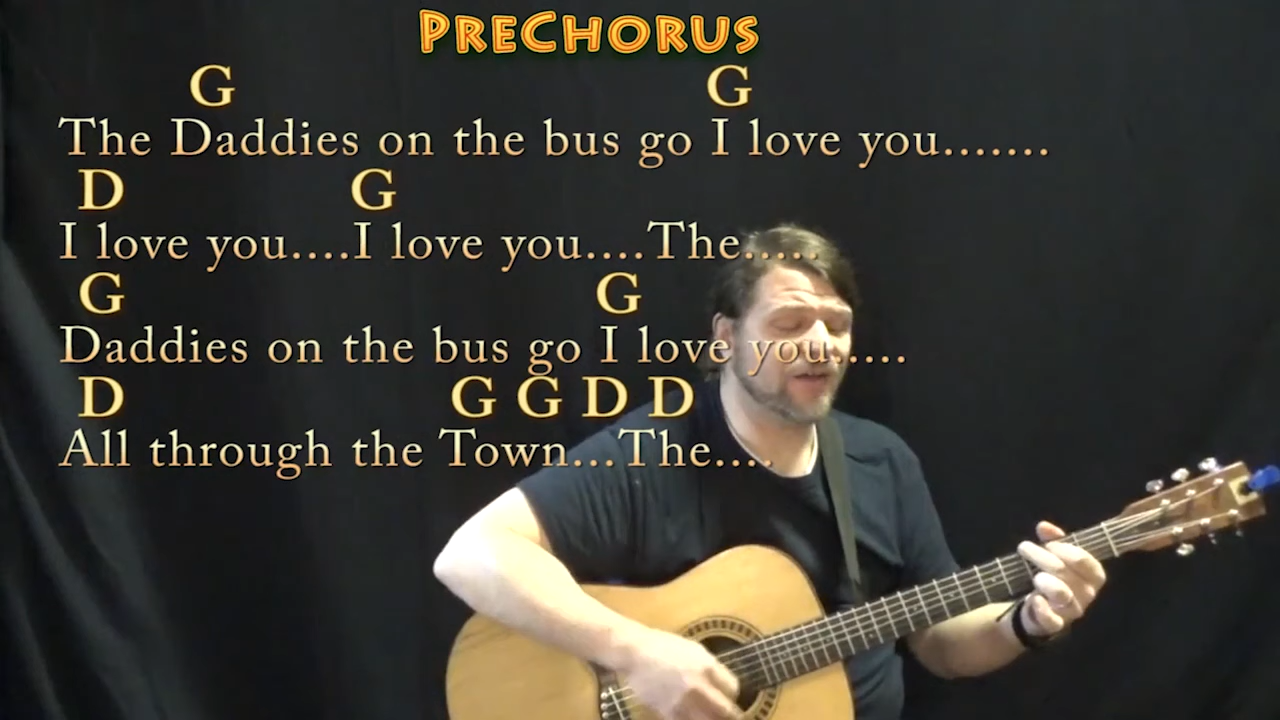 PRECHORUS
G G
The Daddies on the bus go I love you.......
D G
I love you....I love you....The.....
G G
Daddies on the bus go I love you.....
D G G D D
All through the Town...The....